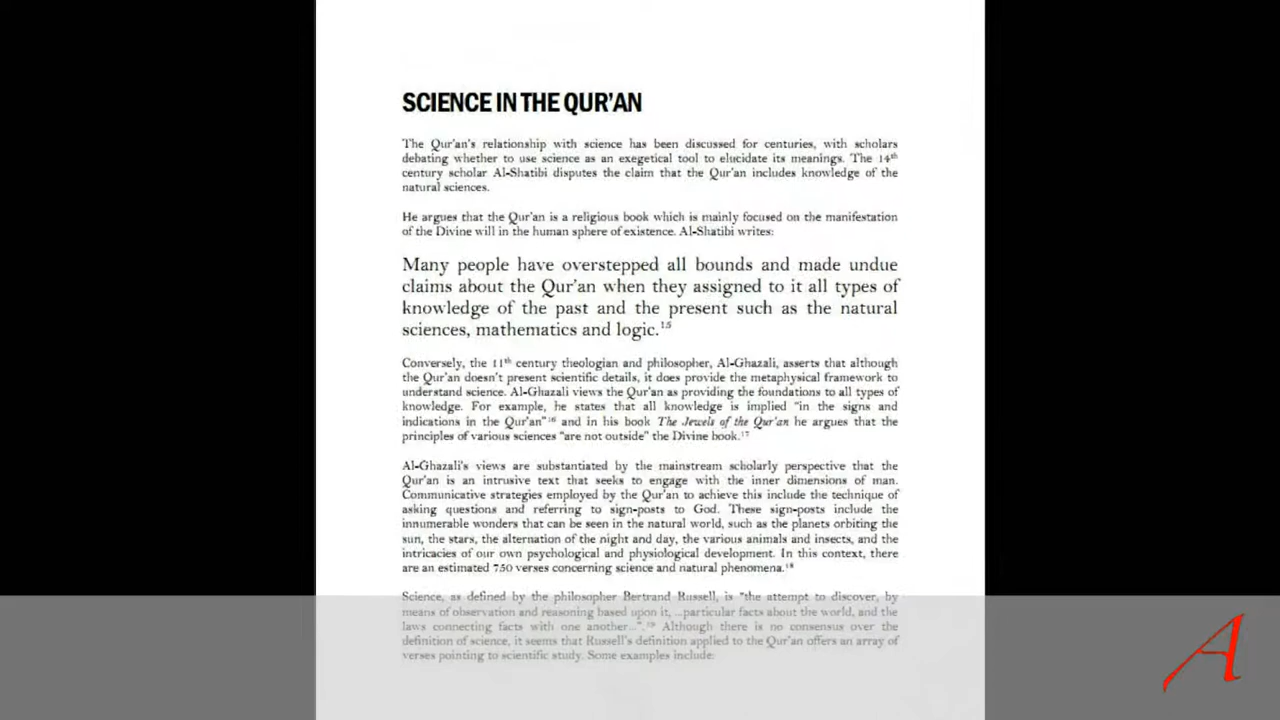 SCIENCE IN THE QUR'AN
The Qur'an's relationship with science has been discussed for centuries, with scholars
debating whether to use science as an exegetical tool to elucidate its meanings. The 14th
century scholar Al-Shatibi disputes the claim that the Qur'an includes knowledge of the
natural sciences.
He argues that the Qur'an is a religious book which is mainly focused on the manifestation
of the Divine will in the human sphere of existence. Al-Shatibi writes:
Many people have overstepped all bounds and made undue
claims about the Qur'an when they assigned to it all types of
knowledge of the past and the present such as the natural
sciences, mathematics and logic.15
Conversely, the 11th century theologian and philosopher, Al-Ghazali, asserts that although
the Qur'an doesn't present scientific details, it does provide the metaphysical framework to
understand science. Al-Ghazali views the Qur'an as providing the foundations to all types of
knowledge. For example, he states that all knowledge is implied "in the signs and
indications in the Qur'an"16 and in his book The Jewels of the Qur'an he argues that the
principles of various sciences "are not outside" the Divine book.17
Al-Ghazali's views are substantiated by the mainstream scholarly perspective that the
Qur'an is an intrusive text that seeks to engage with the inner dimensions of man.
Communicative strategies employed by the Qur'an to achieve this include the technique of
asking questions and referring to sign-posts to God. These sign-posts include the
innumerable wonders that can be seen in the natural world, such as the planets orbiting the
sun, the stars, the alternation of the night and day, the various animals and insects, and the
intricacies of our own psychological and physiological development. In this context, there
are an estimated 750 verses concerning science and natural phenomena.18
Science, as defined by the philosopher Bertrand Russell, is "the attempt to discover, by
means of observation and reasoning based upon it, ...particular facts about the world, and the
laws connecting facts with one another...".19 Although there is no consensus over the
definition of science, it seems that Russell's definition applied to the Qur'an offers an array of
verses pointing to scientific study. Some examples include:
A